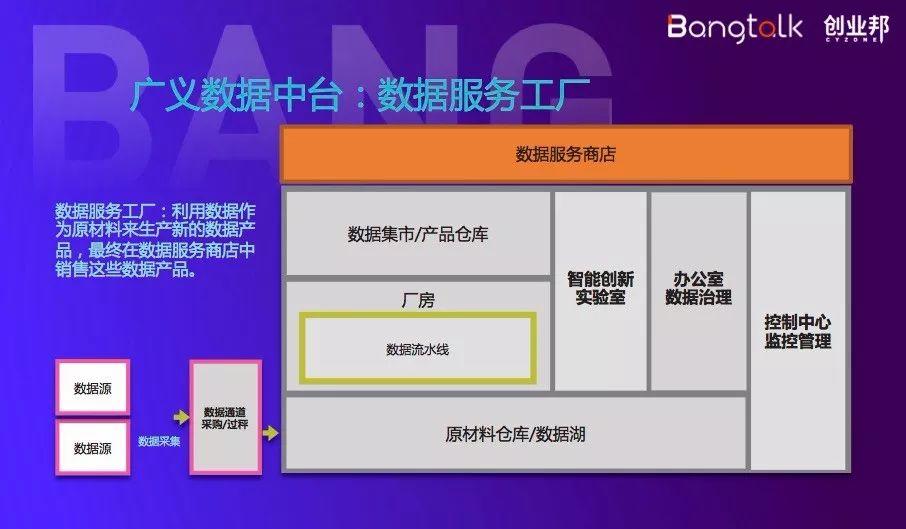 Bangtalk 创业邦
CYZONE
BANG
广义数据中台：数据服务工厂
数据服务商店
数据服务工厂：利用数据作
为原材料来生产新的数据产
品，最终在数据服务商店中
销售这些数据产品。
数据集市/产品仓库
厂房
数据流水线
智能创新
实验室
办公室
数据治理
控制中心
监控管理
数据源
数据源
数据采集
数据通道
采购/过秤
原材料仓库/数据湖